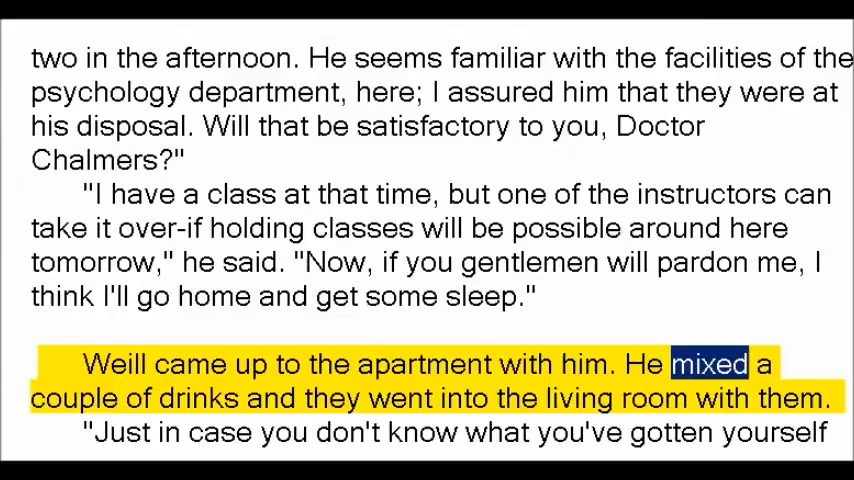 two in the afternoon. He seems familiar with the facilities of the
psychology department, here; I assured him that they were at
his disposal. Will that be satisfactory to you, Doctor
Chalmers?"
"I have a class at that time, but one of the instructors can
take it over-if holding classes will be possible around here
tomorrow," he said. "Now, if you gentlemen will pardon me, I
think I'll go home and get some sleep."
Weill came up to the apartment with him. He mixed a
couple of drinks and they went into the living room with them.
"Just in case you don't know what you've gotten yourself